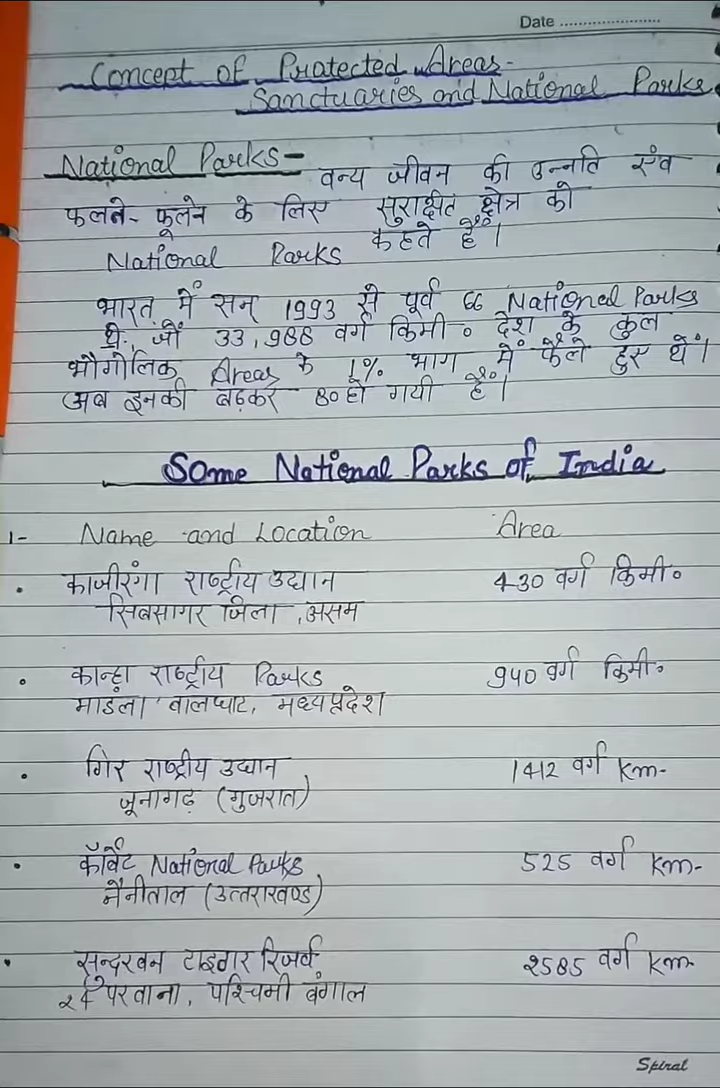 Date ......................
Concept of Protected Areas-
Sanctuaries and National Parks
National Parks- वन्य जीवन की उन्नति एंव
फलने-फूलने के लिए सुराक्षीत क्षेत्र को
National Parks कहते हैं।
भारत में सन् 1993 से पूर्व 66 National Parks
थे, जों 33,988 वर्ग किमी० देश के कुल
भौगोलिक Areas के 1% भाग में फैले हुए थें।
अब इनकी बढ़कर 80 हो गयी हैं।
Some National Parks of India
1- Name and Location Area
• काजीरंगा राष्ट्रीय उद्यान 430 वर्ग किमी०
सिबसागर जिला, असम
• कान्हा राष्ट्रीय Parks 940 वर्ग किमी०
मांडला बालघाट, मध्यप्रदेश
• गिर राष्ट्रीय उद्यान 1412 वर्ग Km-
जूनागढ़ (गुजरात)
• कॉर्बेट National Parks 525 वर्ग Km-
नैनीताल (उत्तराखण्ड)
• सुन्दरबन टाइगर रिजर्व 2585 वर्ग Km-
24 परवाना, पश्चिमी बंगाल
Spiral